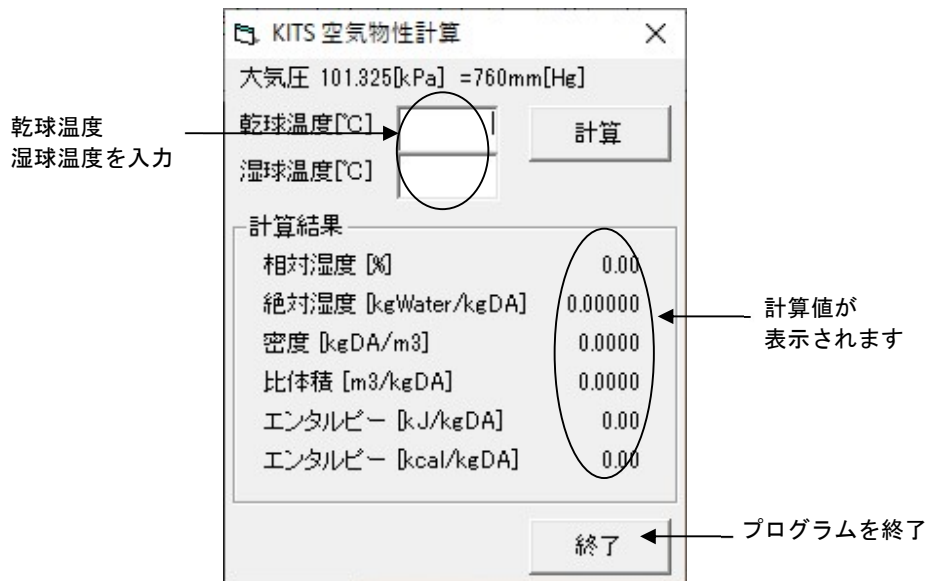 KITS 空気物性計算
大気圧 101.325[kPa] =760mm[Hg]
乾球温度
湿球温度を入力
乾球温度[℃]
計算
湿球温度[℃]
計算結果
相対湿度 [%] 0.00
絶対湿度 [kgWater/kgDA] 0.00000
密度 [kgDA/m3] 0.0000
比体積 [m3/kgDA] 0.0000
エンタルピー [kJ/kgDA] 0.00
エンタルピー [kcal/kgDA] 0.00
計算値が
表示されます
終了
プログラムを終了